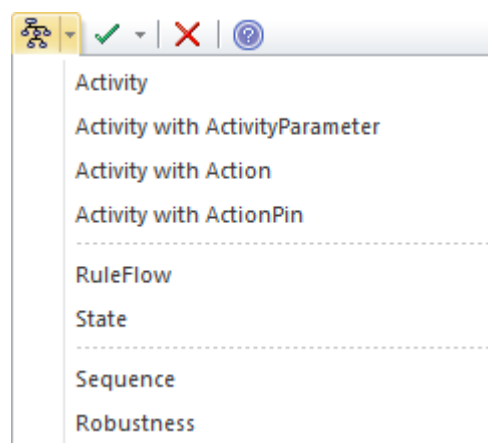 Activity
Activity with ActivityParameter
Activity with Action
Activity with ActionPin
RuleFlow
State
Sequence
Robustness